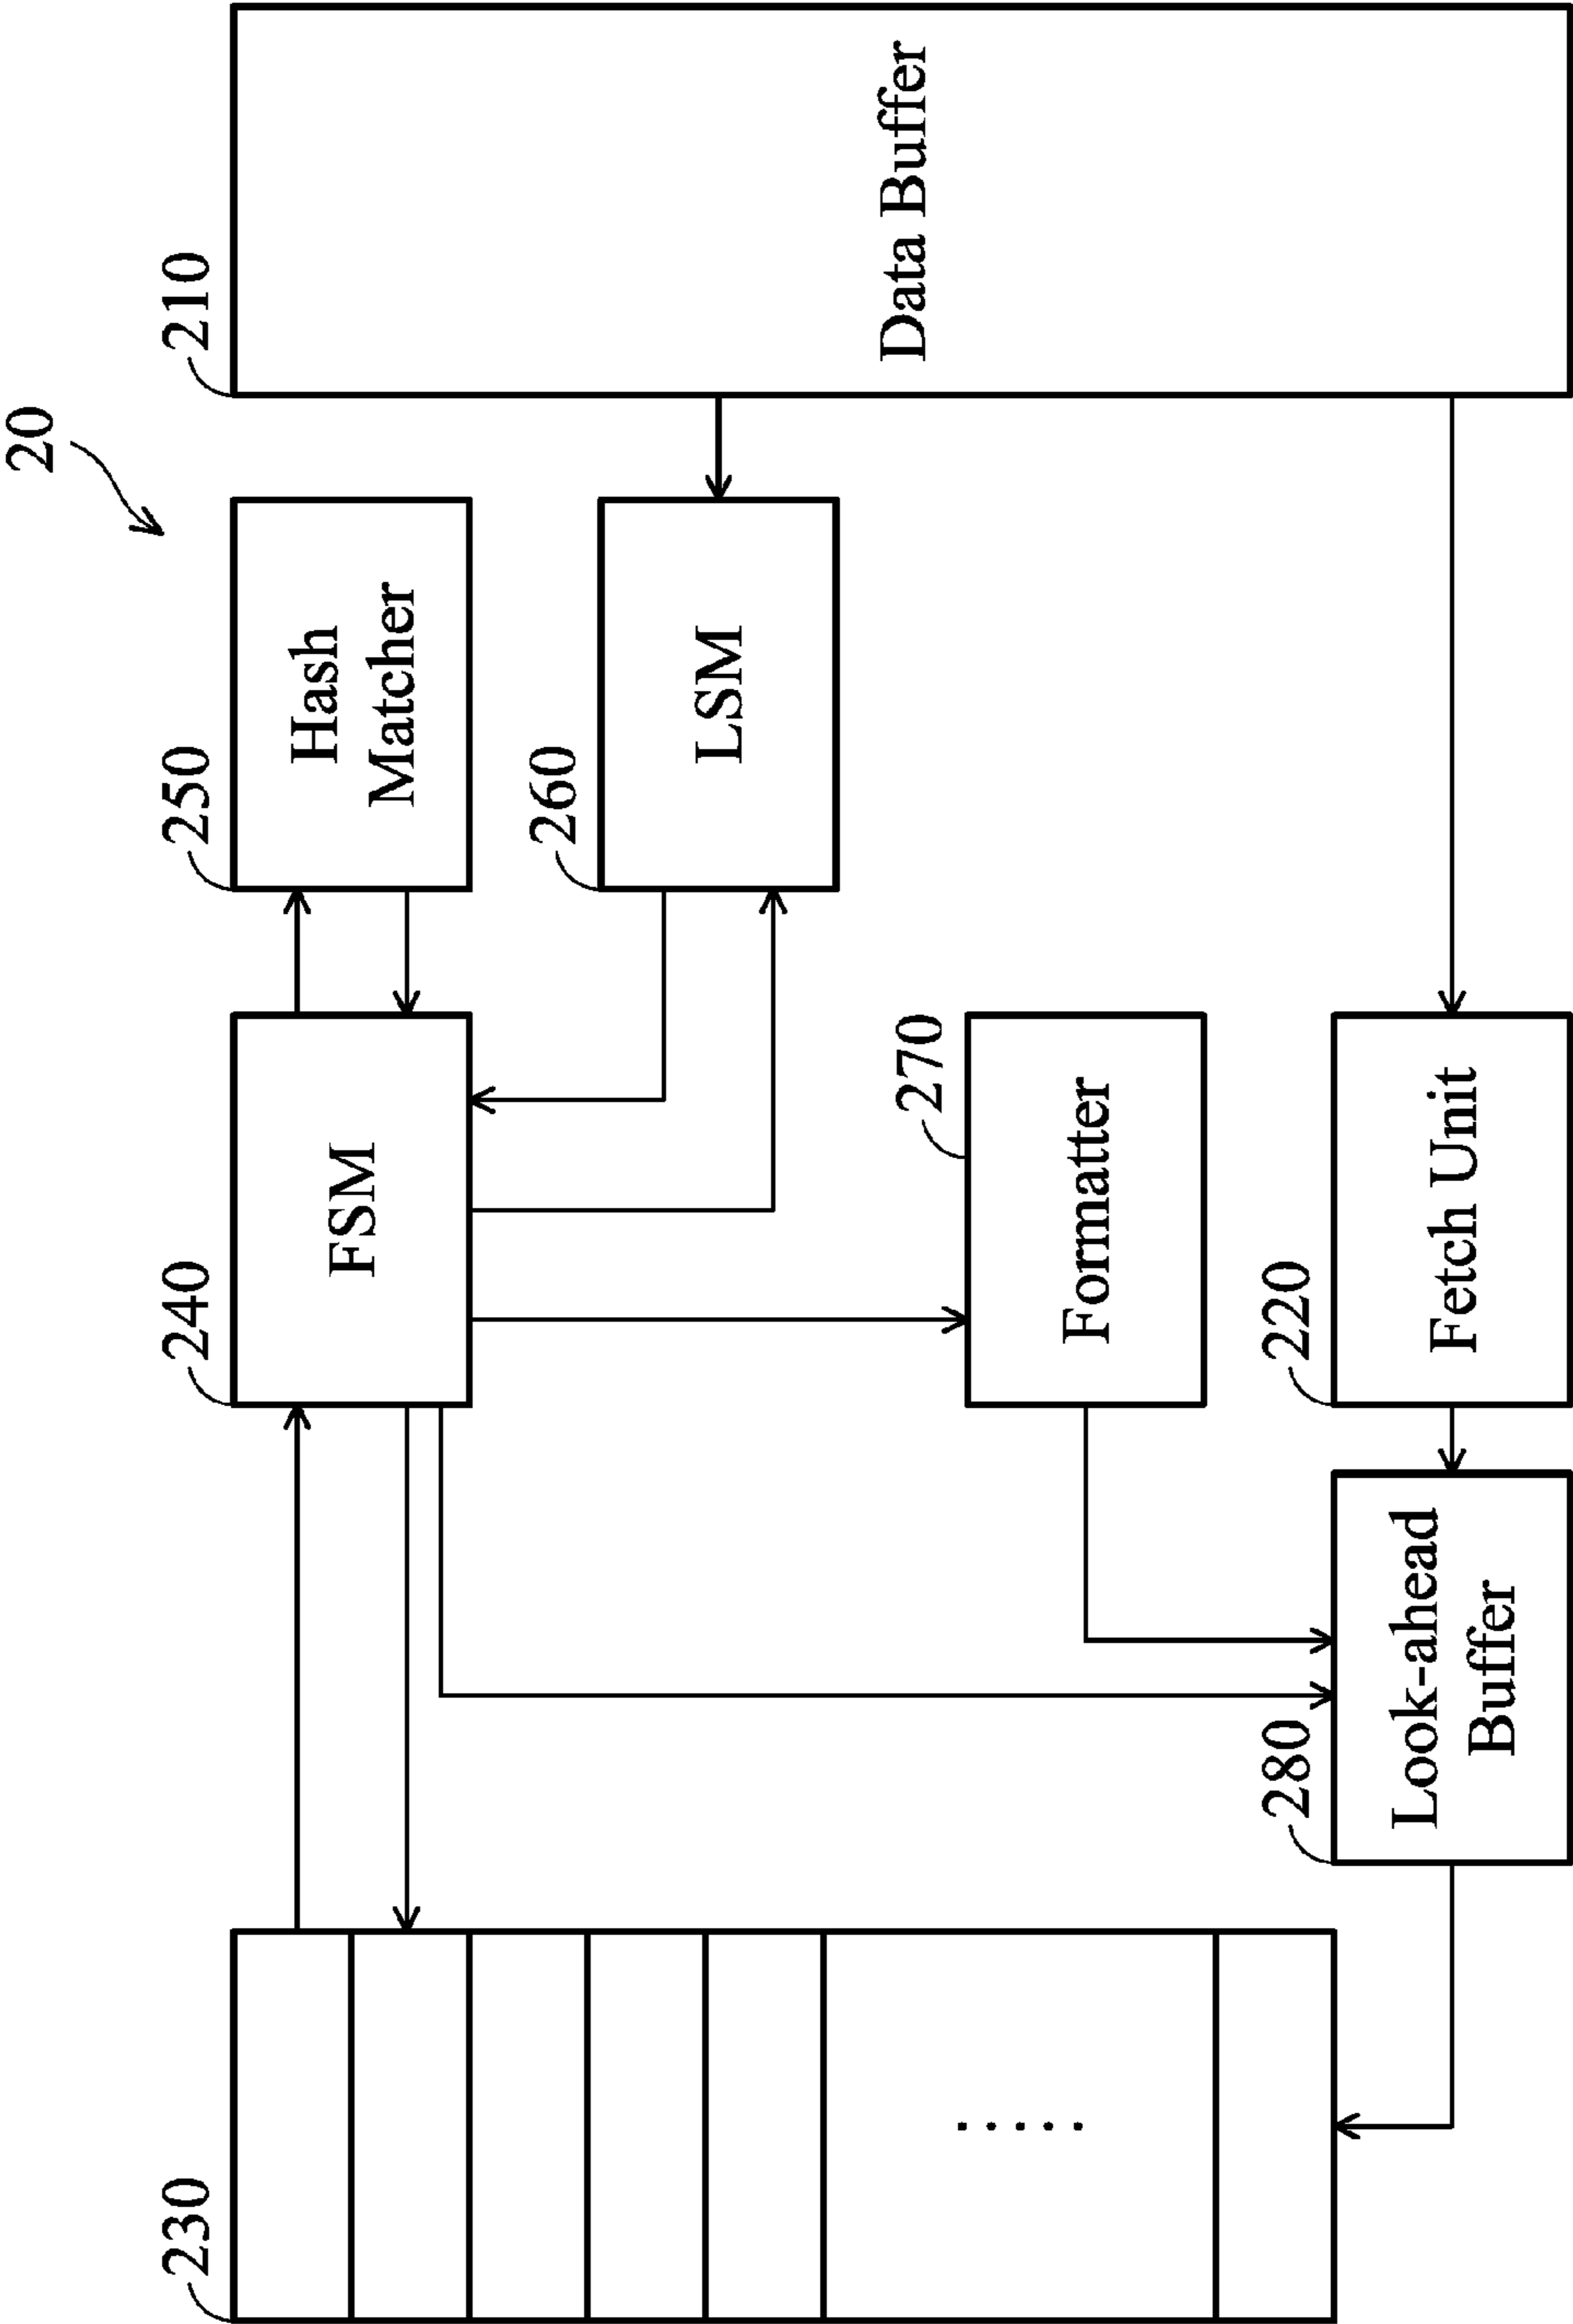 20
230
240
FSM
250
Hash
Matcher
260
LSM
210
Data Buffer
270
Formatter
280
Look-ahead
Buffer
220
Fetch Unit
.....